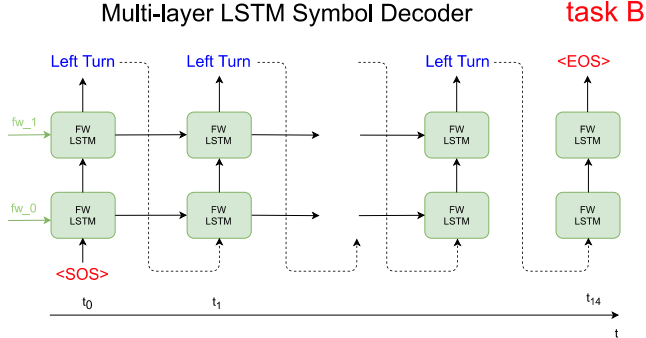 Multi-layer LSTM Symbol Decoder
task B
Left Turn
Left Turn
Left Turn
<EOS>
fw_1
FW
LSTM
FW
LSTM
FW
LSTM
FW
LSTM
fw_0
FW
LSTM
FW
LSTM
FW
LSTM
FW
LSTM
<SOS>
t0
t1
t14
t